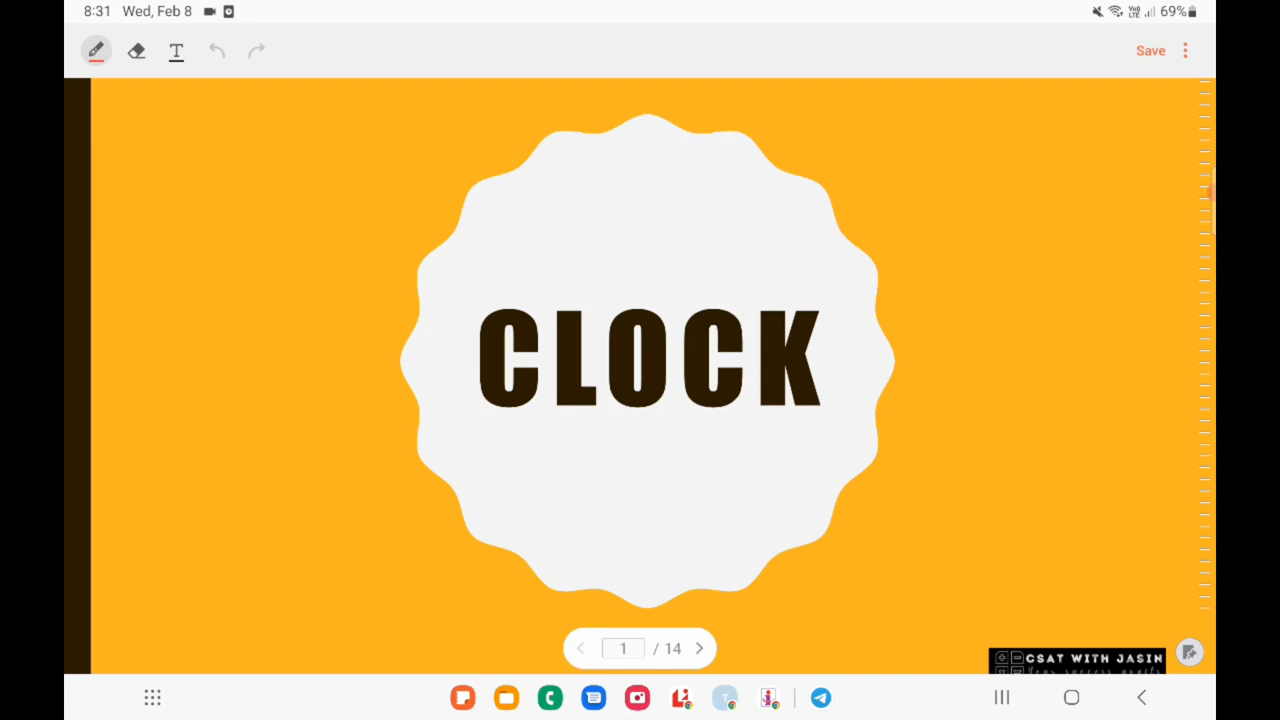 8:31 Wed, Feb 8
69%
T
Save
CLOCK
1 / 14
CSAT WITH JASIN